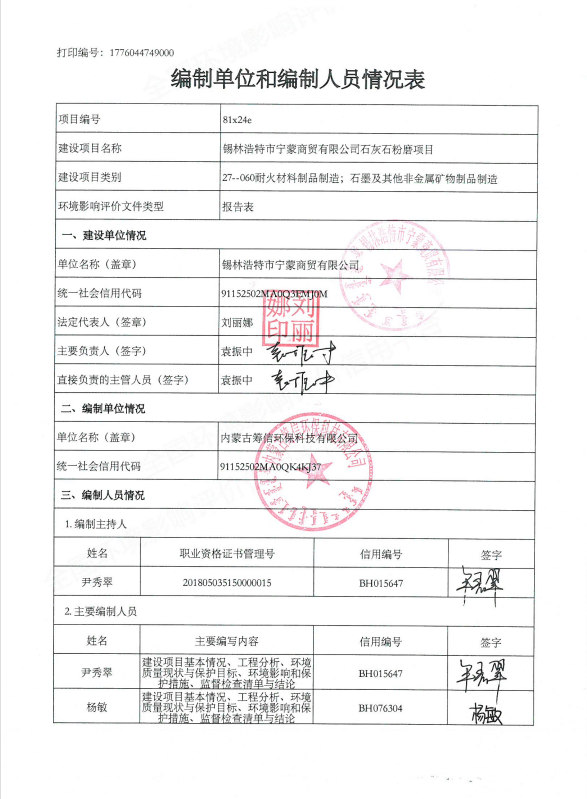 打印编号：1776044749000
编制单位和编制人员情况表
项目编号 81x24e
建设项目名称 锡林浩特市宁蒙商贸有限公司石灰石粉磨项目
建设项目类别 27--060耐火材料制品制造；石墨及其他非金属矿物制品制造
环境影响评价文件类型 报告表
一、建设单位情况
单位名称（盖章） 锡林浩特市宁蒙商贸有限公司
统一社会信用代码 91152502MA0Q3EMJ0M
法定代表人（签章） 刘丽娜
刘丽娜印
主要负责人（签字） 袁振中 袁振中
直接负责的主管人员（签字） 袁振中 袁振中
二、编制单位情况
单位名称（盖章） 内蒙古筹信环保科技有限公司
统一社会信用代码 91152502MA0QK4KJ37
三、编制人员情况
1. 编制主持人
姓名 职业资格证书管理号 信用编号 签字
尹秀翠 201805035150000015 BH015647 尹秀翠
2. 主要编制人员
姓名 主要编写内容 信用编号 签字
尹秀翠 建设项目基本情况、工程分析、环境
质量现状与保护目标、环境影响和保
护措施、监督检查清单与结论 BH015647 尹秀翠
杨敏 建设项目基本情况、工程分析、环境
质量现状与保护目标、环境影响和保
护措施、监督检查清单与结论 BH076304 杨敏